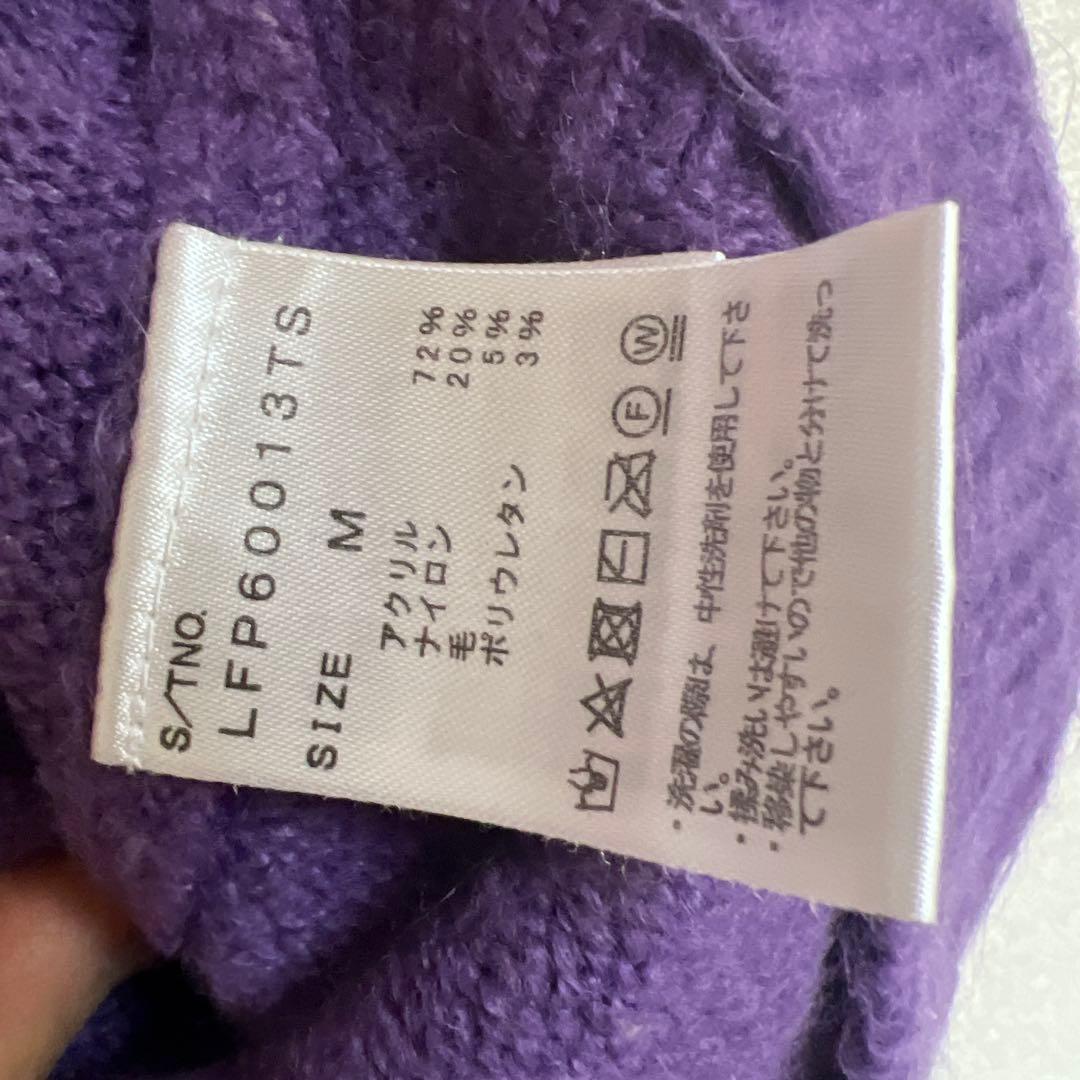 S/TNO.
LFP60013TS
SIZE M
アクリル 72%
ナイロン 20%
毛 5%
ポリウレタン 3%
F W
・洗濯の際は、中性洗剤を使用して下さ
い。
・揉み洗いは避けて下さい。
・移染しやすいので他の物と分けて洗っ
て下さい。